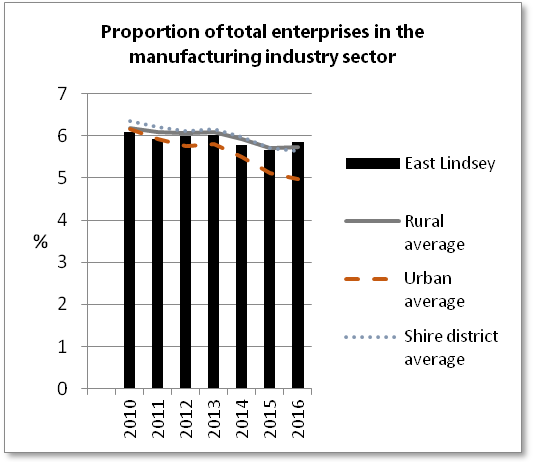 Proportion of total enterprises in the
manufacturing industry sector
7
6
5
4
3
2
1
0
%
2010
2011
2012
2013
2014
2015
2016
East Lindsey
Rural
average
Urban
average
Shire district
average